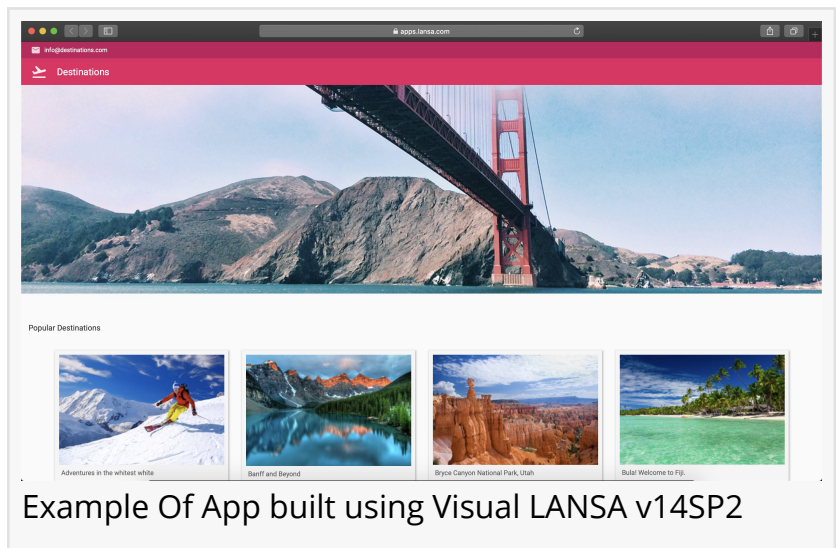 apps.lansa.com
info@destinations.com
Destinations
Popular Destinations
Adventures in the whitest white
Banff and Beyond
Bryce Canyon National Park, Utah
Bula! Welcome to Fiji.
Example Of App built using Visual LANSA v14SP2